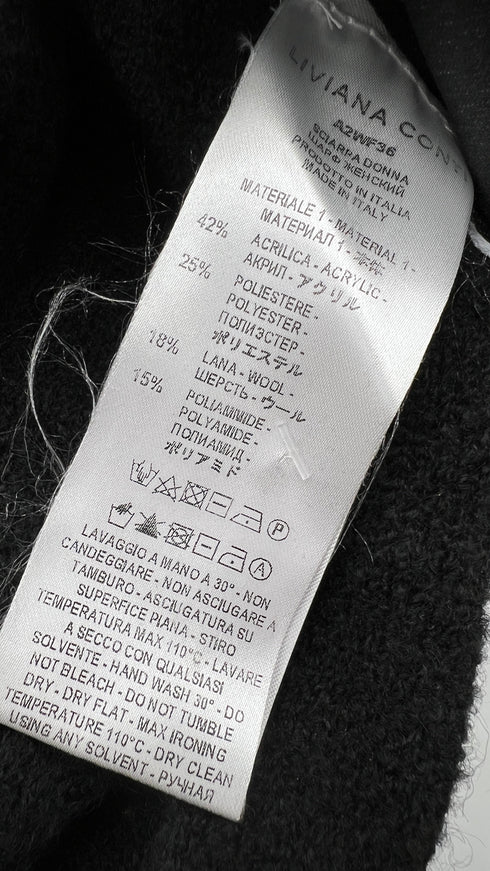 LIVIANA CONT
A2WF36
SCIARPA DONNA
ШАРФ ЖЕНСКИЙ
PRODOTTO IN ITALIA
MADE IN ITALY
MATERIALE 1 - MATERIAL 1 -
МАТЕРИАЛ 1 -
42% ACRILICA - ACRYLIC -
АКРИЛ - アクリル
25% POLIESTERE -
POLYESTER -
ПОЛИЭСТЕР -
ポリエステル
18% LANA - WOOL -
ШЕРСТЬ - ウール
15% POLIAMMIDE -
POLYAMIDE -
ПОЛИАМИД -
ポリアミド
P
A
LAVAGGIO A MANO A 30° - NON
CANDEGGIARE - NON ASCIUGARE A
TAMBURO - ASCIUGATURA SU
SUPERFICE PIANA - STIRO
TEMPERATURA MAX 110°C - LAVARE
A SECCO CON QUALSIASI
SOLVENTE - HAND WASH 30° - DO
NOT BLEACH - DO NOT TUMBLE
DRY - DRY FLAT - MAX IRONING
TEMPERATURE 110°C - DRY CLEAN
USING ANY SOLVENT - РУЧНАЯ